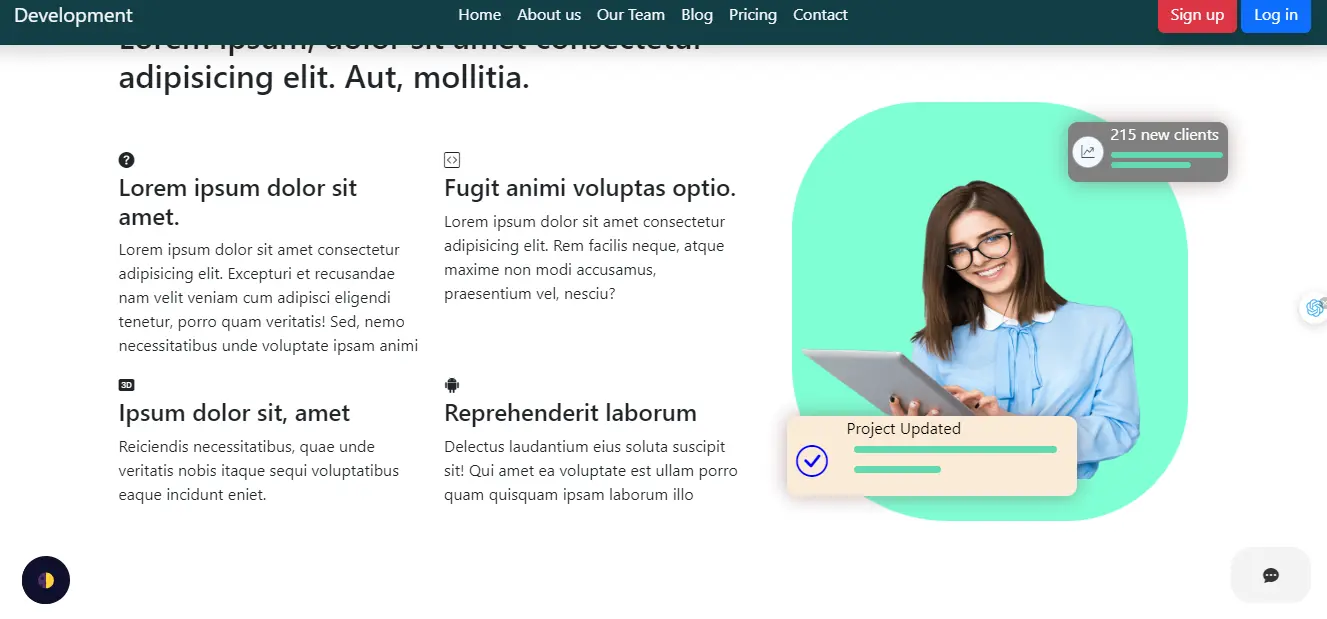 Development
Home About us Our Team Blog Pricing Contact
Sign up Log in
Lorem ipsum, dolor sit amet consectetur
adipisicing elit. Aut, mollitia.
Lorem ipsum dolor sit
amet.
Lorem ipsum dolor sit amet consectetur
adipisicing elit. Excepturi et recusandae
nam velit veniam cum adipisci eligendi
tenetur, porro quam veritatis! Sed, nemo
necessitatibus unde voluptate ipsam animi
Fugit animi voluptas optio.
Lorem ipsum dolor sit amet consectetur
adipisicing elit. Rem facilis neque, atque
maxime non modi accusamus,
praesentium vel, nesciu?
3D
Ipsum dolor sit, amet
Reiciendis necessitatibus, quae unde
veritatis nobis itaque sequi voluptatibus
eaque incidunt eniet.
Reprehenderit laborum
Delectus laudantium eius soluta suscipit
sit! Qui amet ea voluptate est ullam porro
quam quisquam ipsam laborum illo
215 new clients
Project Updated